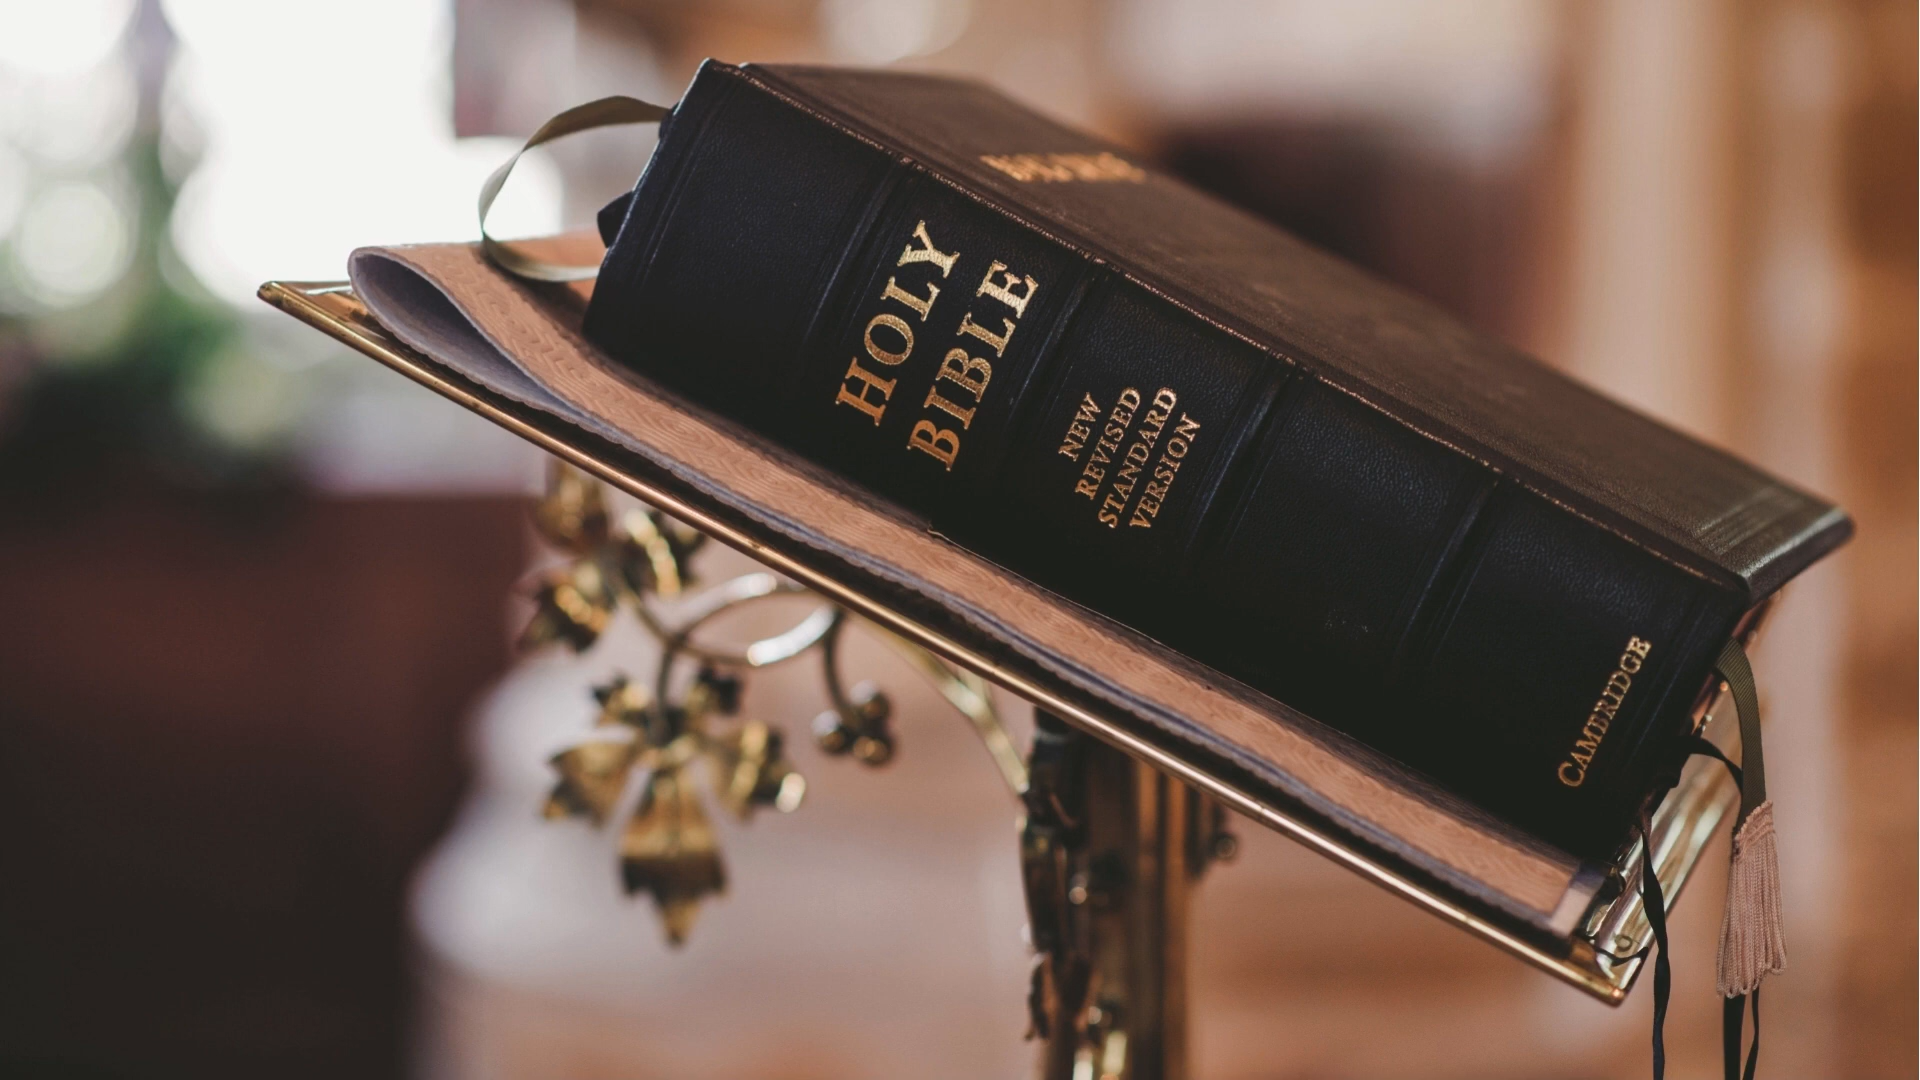 HOLY
BIBLE
NEW
REVISED
STANDARD
VERSION
CAMBRIDGE